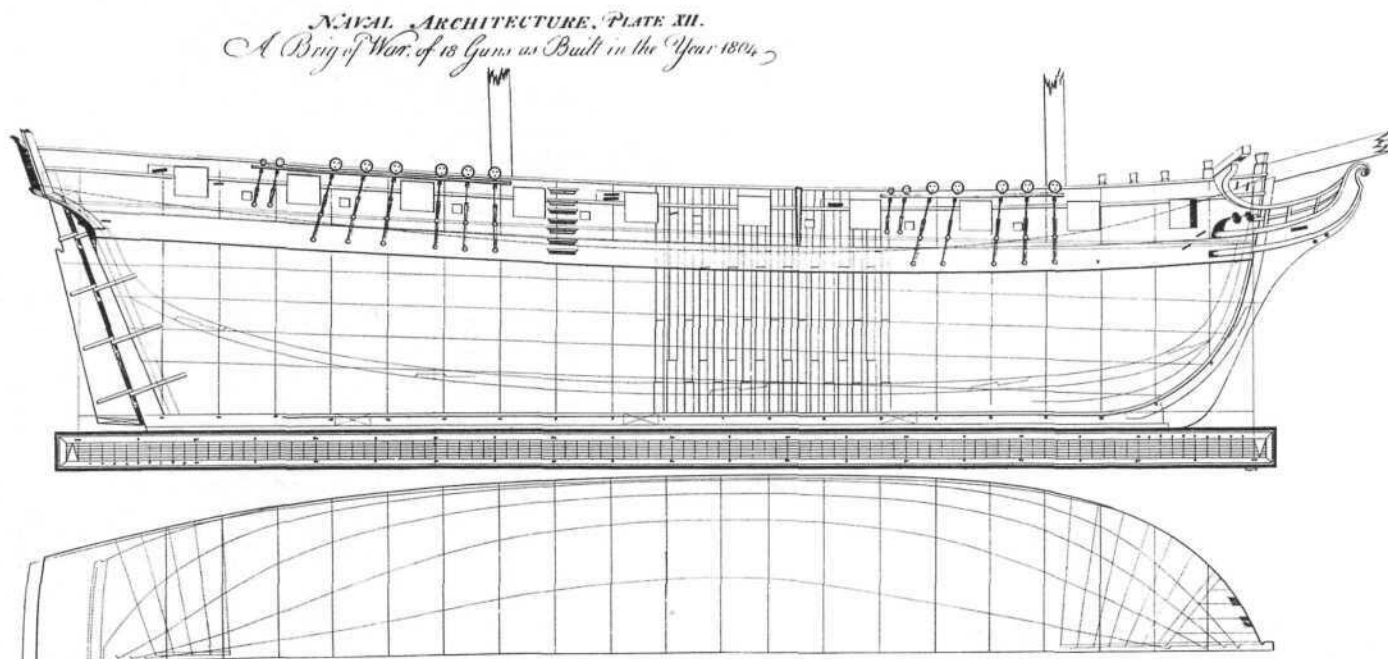 NAVAL ARCHITECTURE. PLATE XII.
A Brig of War, of 18 Guns as Built in the Year 1804